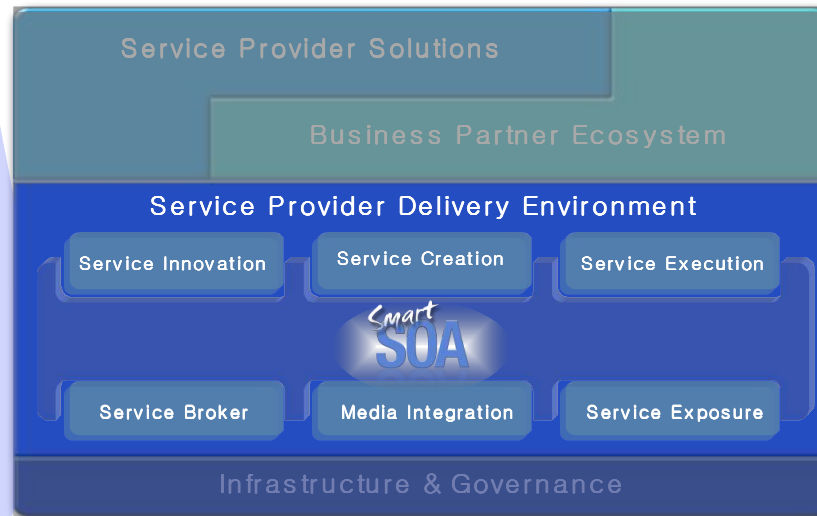 Service Provider Solutions
Business Partner Ecosystem
Service Provider Delivery Environment
Service Innovation
Service Creation
Service Execution
Smart
SOA
Service Broker
Media Integration
Service Exposure
Infrastructure & Governance